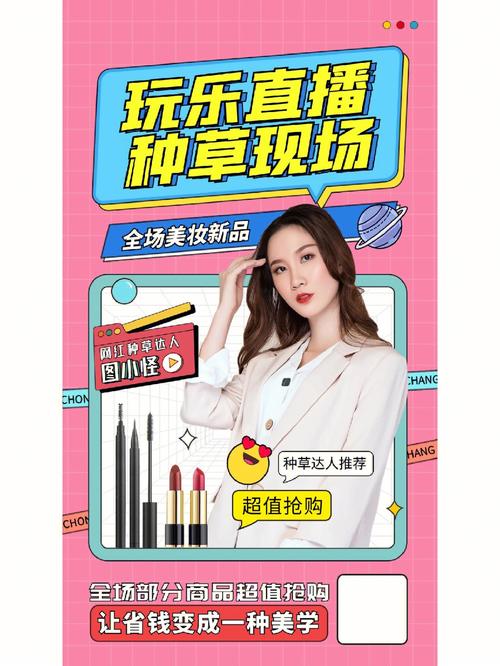 玩乐直播
种草现场
全场美妆新品
网红种草达人
图小怪
CHON
CHANG
CHANG
CHON
种草达人推荐
超值抢购
全场部分商品超值抢购
让省钱变成一种美学